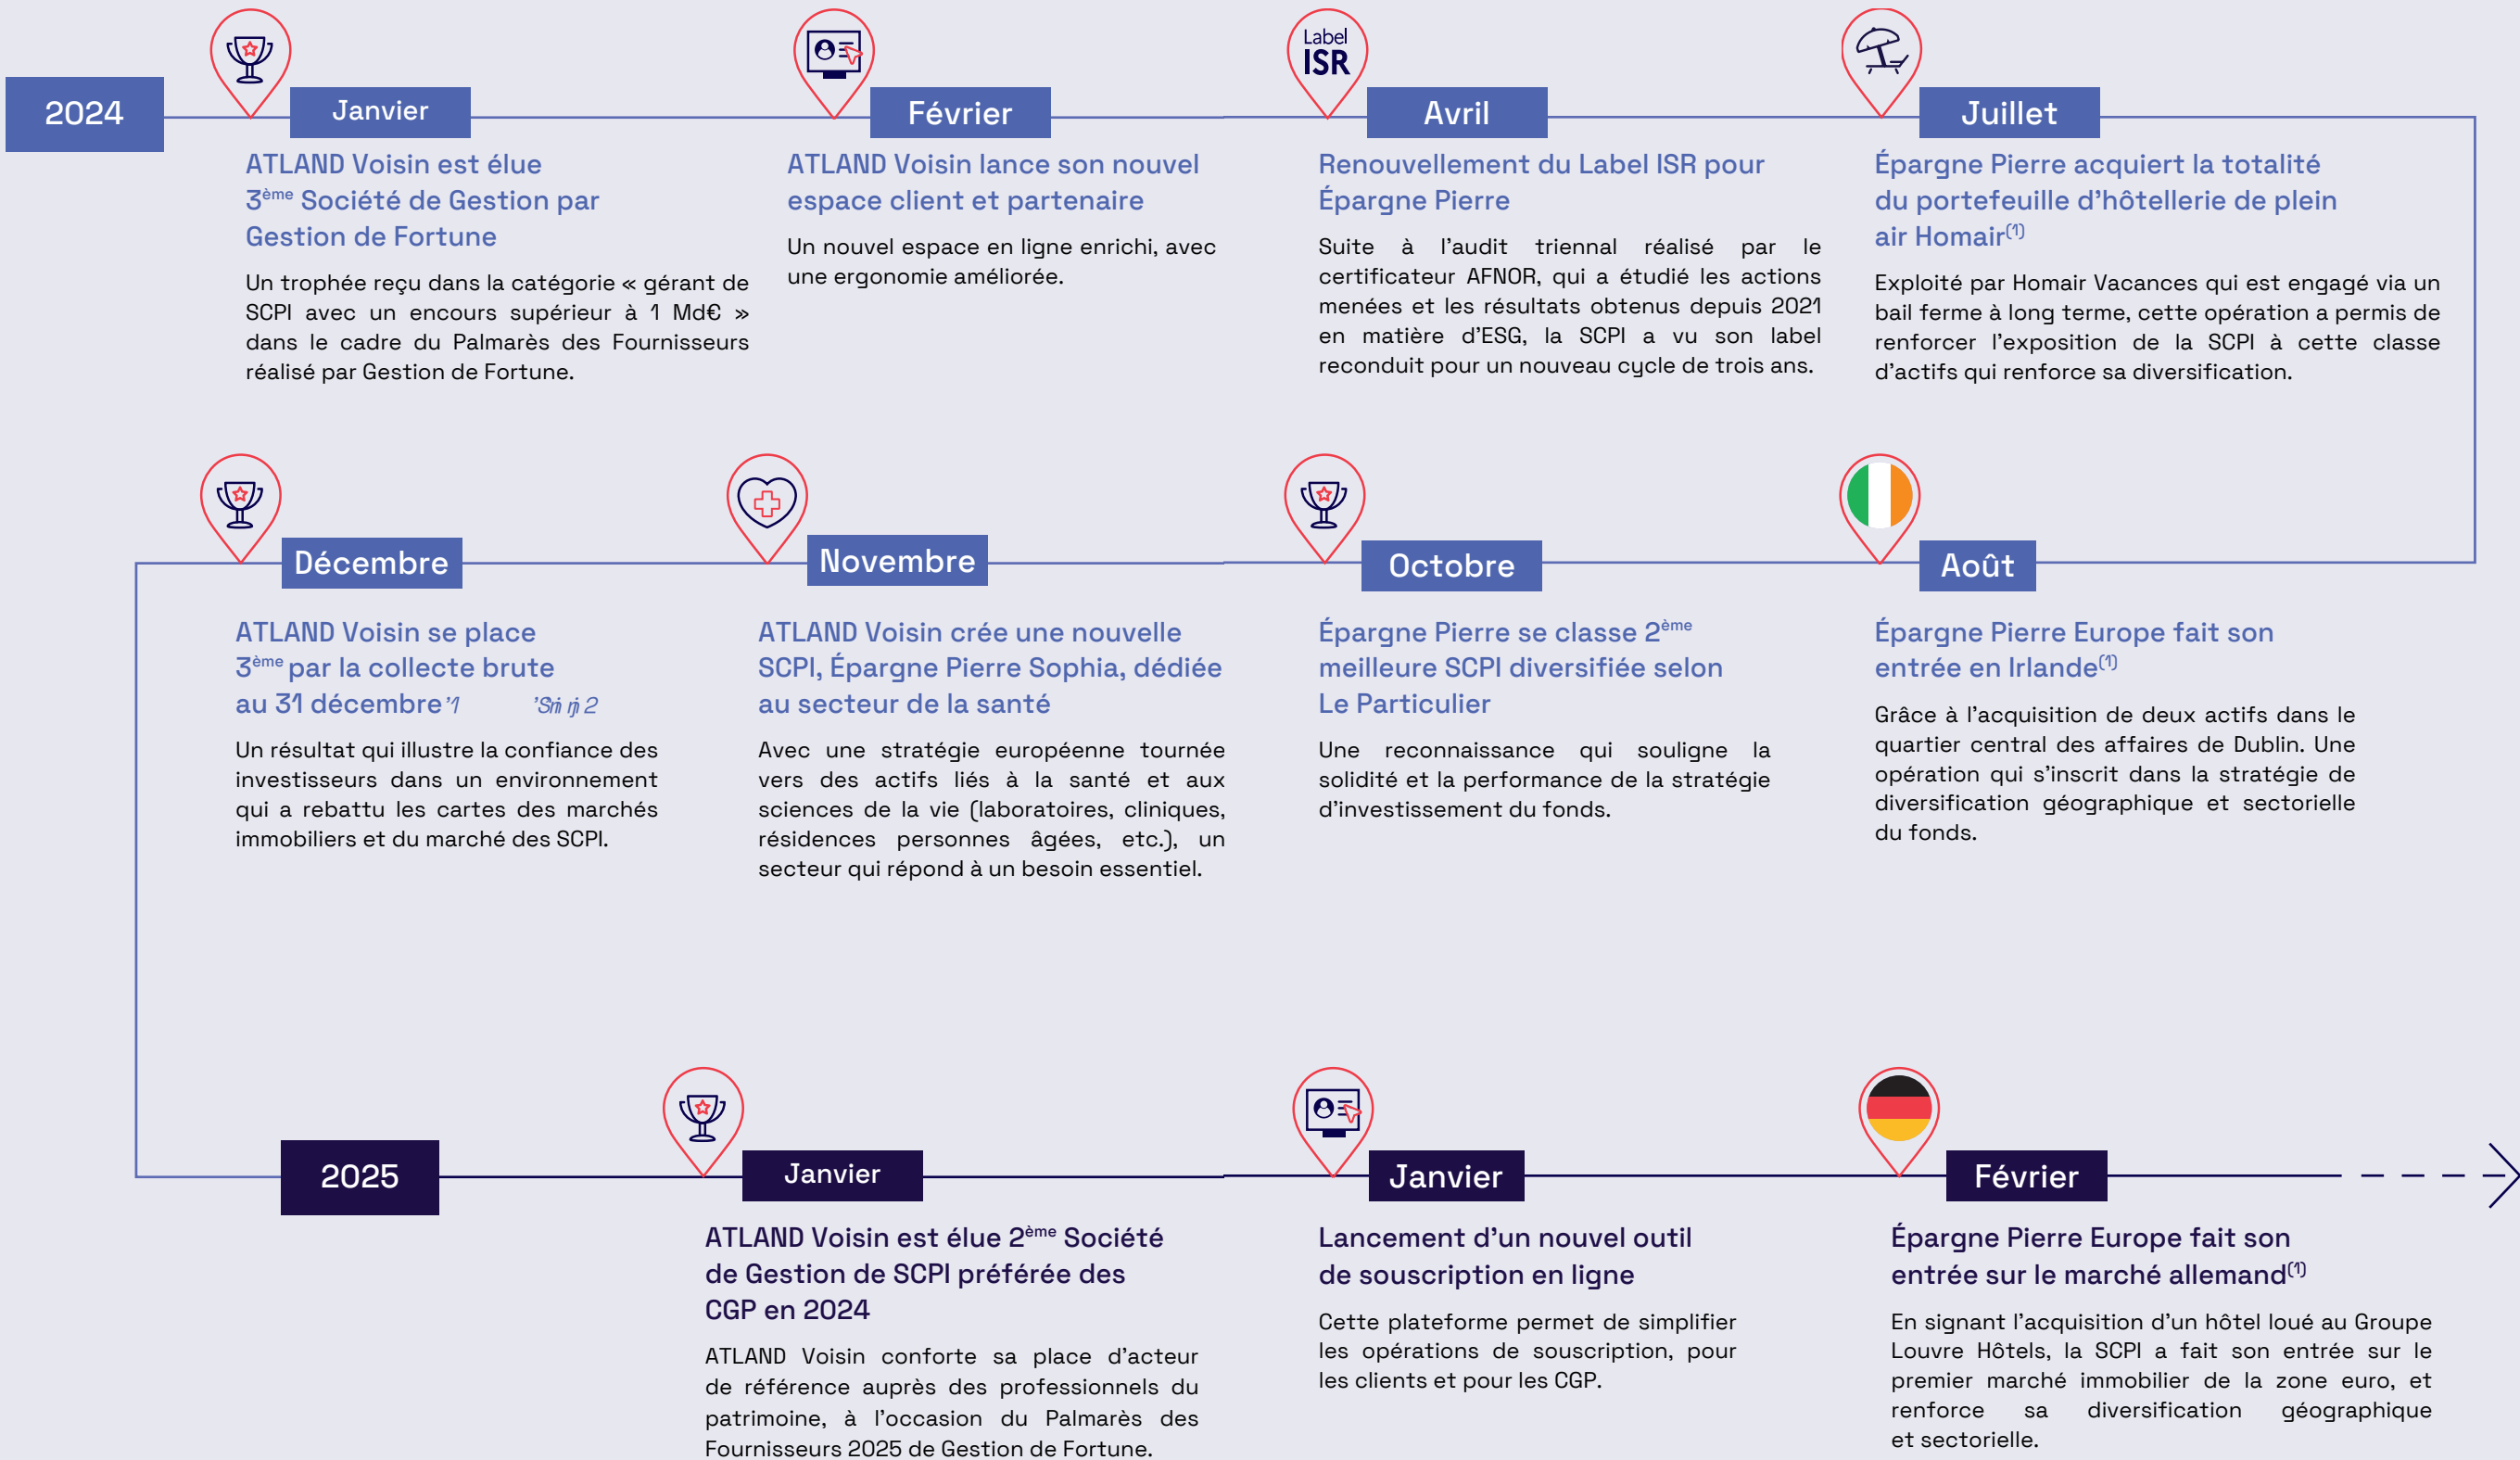 2024
Janvier
ATLAND Voisin est élue
3ème Société de Gestion par
Gestion de Fortune
Un trophée reçu dans la catégorie « gérant de
SCPI avec un encours supérieur à 1 Md€ »
dans le cadre du Palmarès des Fournisseurs
réalisé par Gestion de Fortune.
Février
ATLAND Voisin lance son nouvel
espace client et partenaire
Un nouvel espace en ligne enrichi, avec
une ergonomie améliorée.
Label
ISR
Avril
Renouvellement du Label ISR pour
Épargne Pierre
Suite à l'audit triennal réalisé par le
certificateur AFNOR, qui a étudié les actions
menées et les résultats obtenus depuis 2021
en matière d'ESG, la SCPI a vu son label
reconduit pour un nouveau cycle de trois ans.
Juillet
Épargne Pierre acquiert la totalité
du portefeuille d'hôtellerie de plein
air Homair(1)
Exploité par Homair Vacances qui est engagé via un
bail ferme à long terme, cette opération a permis de
renforcer l'exposition de la SCPI à cette classe
d'actifs qui renforce sa diversification.
Août
Épargne Pierre Europe fait son
entrée en Irlande(1)
Grâce à l'acquisition de deux actifs dans le
quartier central des affaires de Dublin. Une
opération qui s'inscrit dans la stratégie de
diversification géographique et sectorielle
du fonds.
Octobre
Épargne Pierre se classe 2ème
meilleure SCPI diversifiée selon
Le Particulier
Une reconnaissance qui souligne la
solidité et la performance de la stratégie
d'investissement du fonds.
Novembre
ATLAND Voisin crée une nouvelle
SCPI, Épargne Pierre Sophia, dédiée
au secteur de la santé
Avec une stratégie européenne tournée
vers des actifs liés à la santé et aux
sciences de la vie (laboratoires, cliniques,
résidences personnes âgées, etc.), un
secteur qui répond à un besoin essentiel.
Décembre
ATLAND Voisin se place
3ème par la collecte brute
au 31 décembre
Un résultat qui illustre la confiance des
investisseurs dans un environnement
qui a rebattu les cartes des marchés
immobiliers et du marché des SCPI.
2025
Janvier
ATLAND Voisin est élue 2ème Société
de Gestion de SCPI préférée des
CGP en 2024
ATLAND Voisin conforte sa place d'acteur
de référence auprès des professionnels du
patrimoine, à l'occasion du Palmarès des
Fournisseurs 2025 de Gestion de Fortune.
Janvier
Lancement d'un nouvel outil
de souscription en ligne
Cette plateforme permet de simplifier
les opérations de souscription, pour
les clients et pour les CGP.
Février
Épargne Pierre Europe fait son
entrée sur le marché allemand(1)
En signant l'acquisition d'un hôtel loué au Groupe
Louvre Hôtels, la SCPI a fait son entrée sur le
premier marché immobilier de la zone euro, et
renforce sa diversification géographique
et sectorielle.